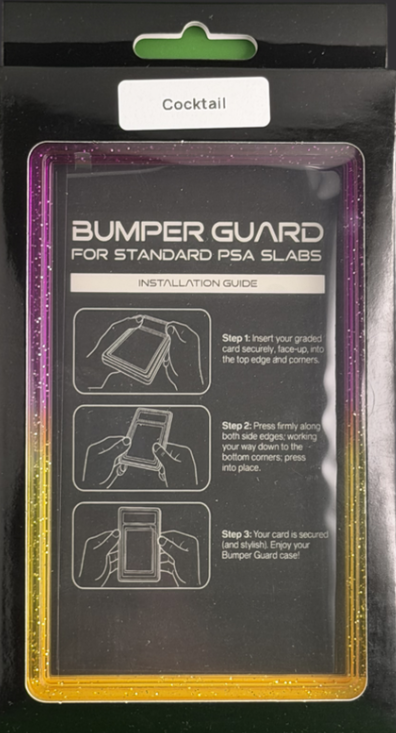 Cocktail
BUMPER GUARD
FOR STANDARD PSA SLABS
INSTALLATION GUIDE
Step 1: Insert your graded
card securely, face-up, into
the top edge and corners.
Step 2: Press firmly along
both side edges; working
your way down to the
bottom corners; press
into place.
Step 3: Your card is secured
(and stylish). Enjoy your
Bumper Guard case!